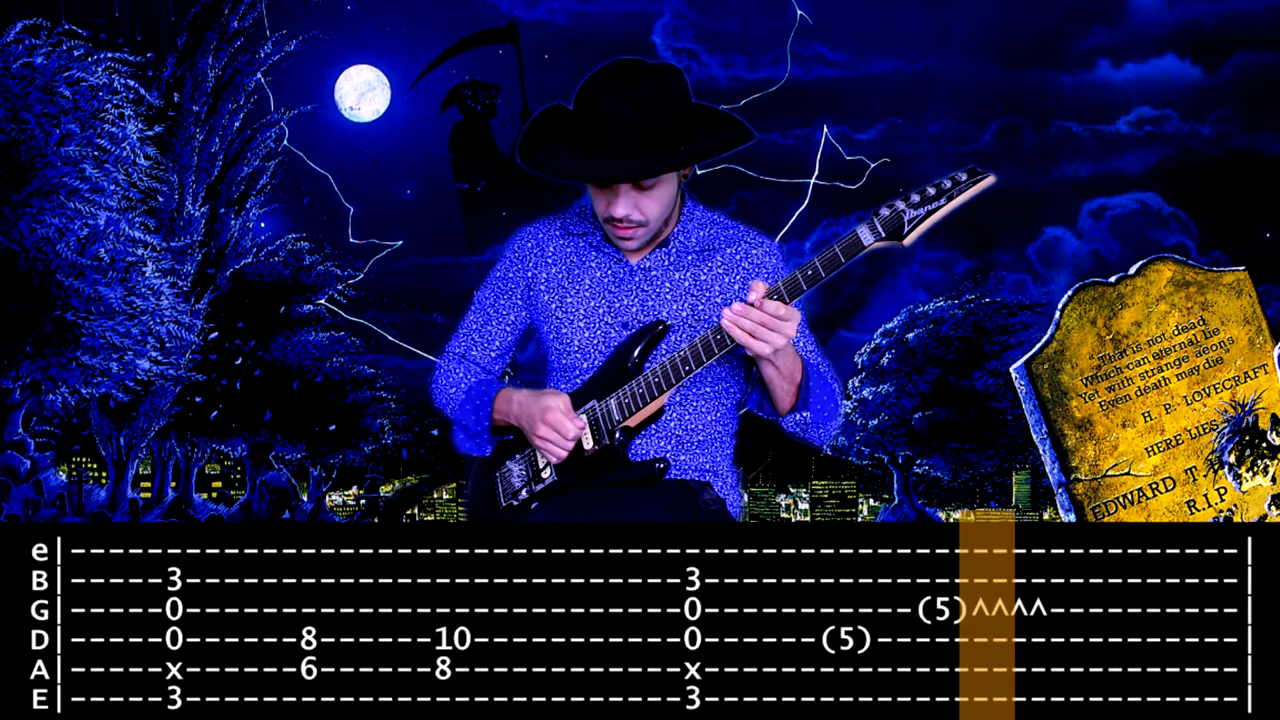 Ibanez
"That is not dead
Which can eternal lie
Yet with strange aeons
Even death may die"
H. P. LOVECRAFT
HERE LIES
EDWARD T
R.I.P
e|------------------------------------------------------------|
B|-----3-------------------------3----------------------------|
G|-----0-------------------------0-----------(5)^^^^----------|
D|-----0-----8------10-----------0------(5)-------------------|
A|-----x-----6------8------------x----------------------------|
E|-----3-------------------------3----------------------------|